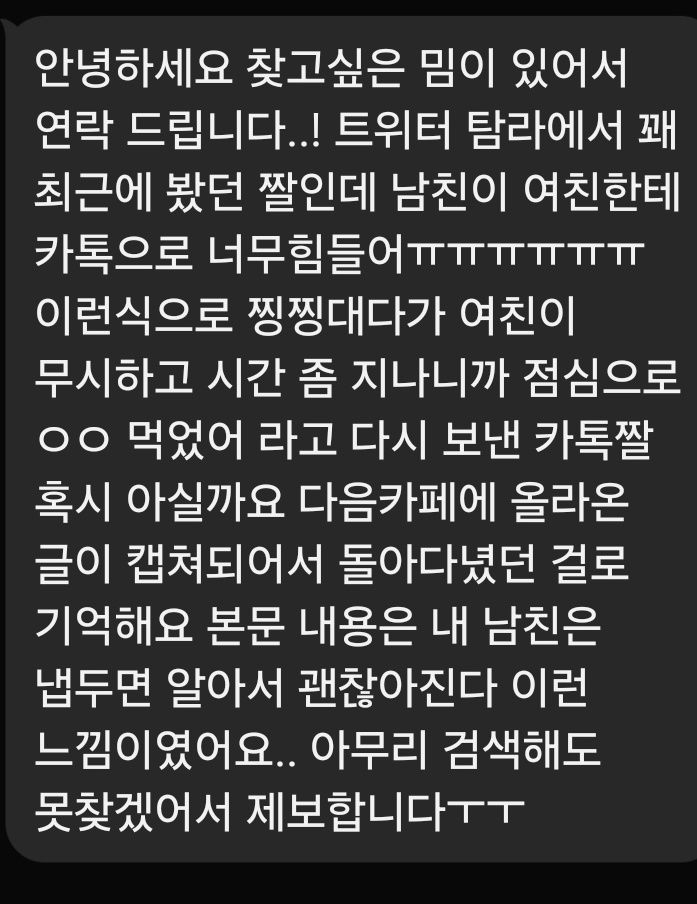 안녕하세요 찾고싶은 밈이 있어서
연락 드립니다..! 트위터 탐라에서 꽤
최근에 봤던 짤인데 남친이 여친한테
카톡으로 너무힘들어ㅠㅠㅠㅠㅠㅠ
이런식으로 찡찡대다가 여친이
무시하고 시간 좀 지나니까 점심으로
ㅇㅇ 먹었어 라고 다시 보낸 카톡짤
혹시 아실까요 다음카페에 올라온
글이 캡쳐되어서 돌아다녔던 걸로
기억해요 본문 내용은 내 남친은
냅두면 알아서 괜찮아진다 이런
느낌이였어요.. 아무리 검색해도
못찾겠어서 제보합니다ㅜㅜ